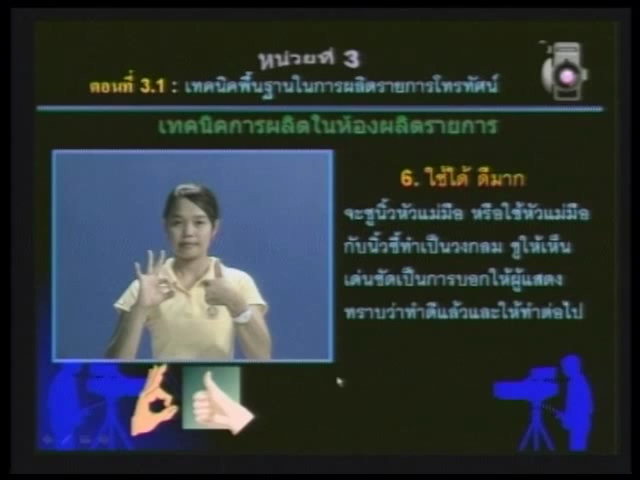 หน่วยที่ 3
ตอนที่ 3.1 : เทคนิคพื้นฐานในการผลิตรายการโทรทัศน์
เทคนิคการผลิตในห้องผลิตรายการ
6. ใช้ได้ ดีมาก
จะชูนิ้วหัวแม่มือ หรือใช้หัวแม่มือ
กับนิ้วชี้ทำเป็นวงกลม ชูให้เห็น
เด่นชัดเป็นการบอกให้ผู้แสดง
ทราบว่าทำดีแล้วและให้ทำต่อไป